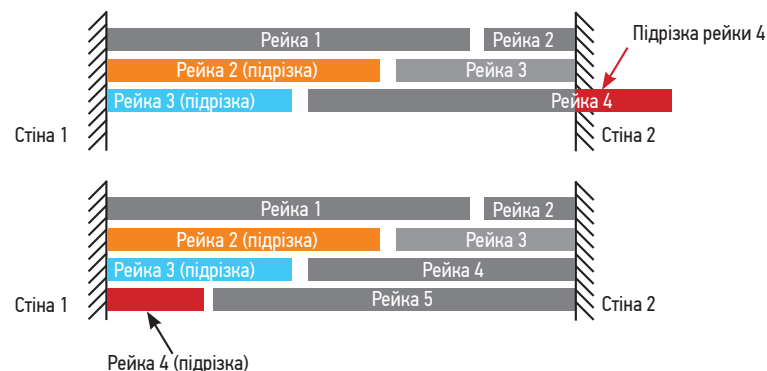 Рейка 1 Рейка 2
Підрізка рейки 4
Рейка 2 (підрізка) Рейка 3
Рейка 3 (підрізка) Рейка 4
Стіна 1 Стіна 2
Рейка 1 Рейка 2
Рейка 2 (підрізка) Рейка 3
Рейка 3 (підрізка) Рейка 4
Стіна 1 Рейка 5 Стіна 2
Рейка 4 (підрізка)